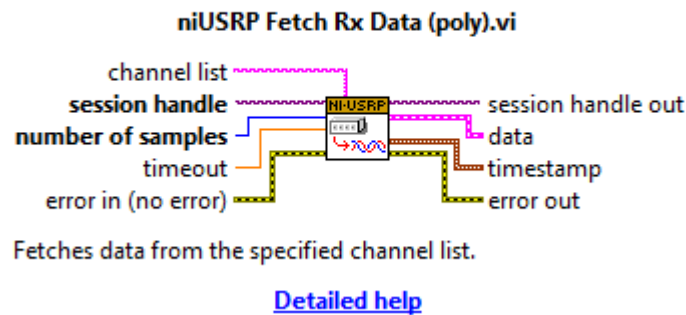 niUSRP Fetch Rx Data (poly).vi
channel list
session handle
NI-USRP
session handle out
number of samples
data
timeout
timestamp
error in (no error)
error out
Fetches data from the specified channel list.
Detailed help